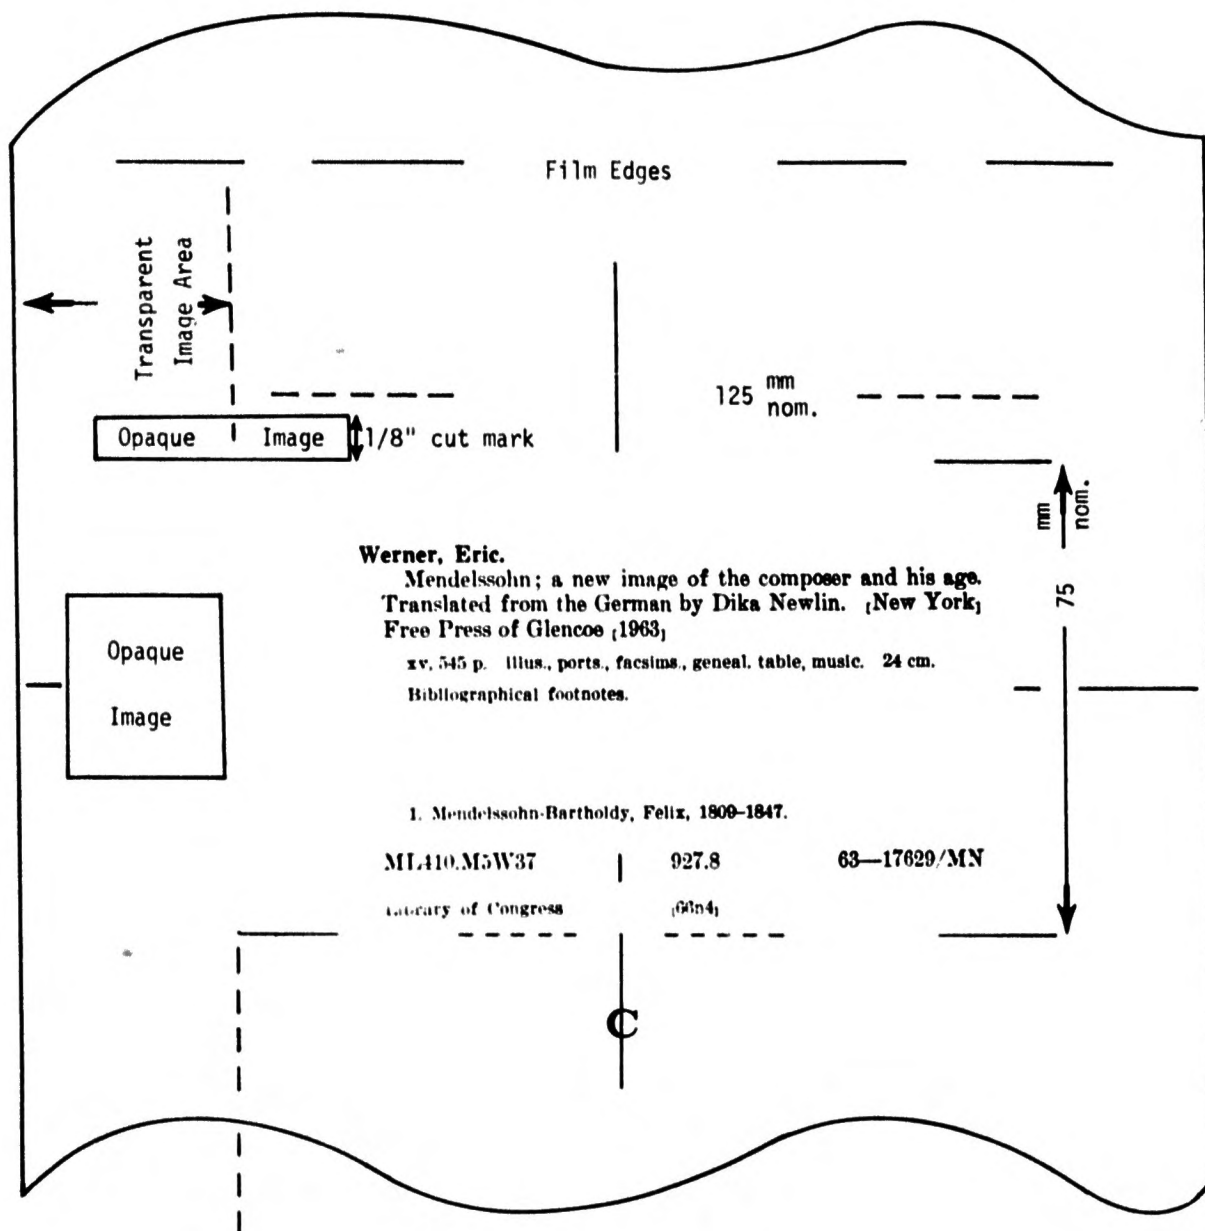 Film Edges
Transparent
Image Area
125 mm
nom.
Opaque Image 1/8" cut mark
mm
nom.
75
Werner, Eric.
Mendelssohn; a new image of the composer and his age.
Translated from the German by Dika Newlin. [New York]
Free Press of Glencoe [1963]
xv, 545 p. illus., ports., facsims., geneal. table, music. 24 cm.
Bibliographical footnotes.
Opaque
Image
1. Mendelssohn-Bartholdy, Felix, 1809–1847.
ML410.M5W37 927.8 63—17629/MN
Library of Congress [66n4]
C